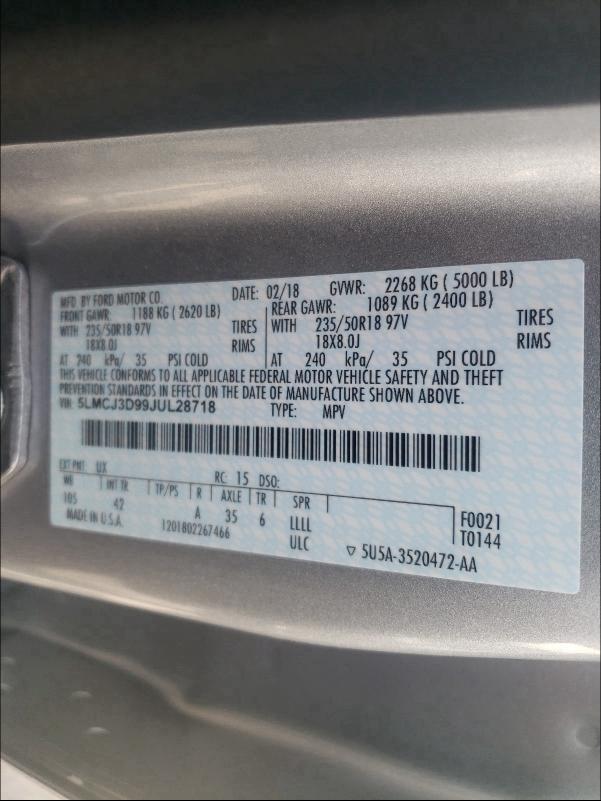 MFD. BY FORD MOTOR CO. DATE: 02/18 GVWR: 2268 KG ( 5000 LB)
FRONT GAWR: 1188 KG ( 2620 LB) REAR GAWR: 1089 KG ( 2400 LB)
WITH 235/50R18 97V TIRES WITH 235/50R18 97V TIRES
18X8.0J RIMS 18X8.0J RIMS
AT 240 kPa/ 35 PSI COLD AT 240 kPa/ 35 PSI COLD
THIS VEHICLE CONFORMS TO ALL APPLICABLE FEDERAL MOTOR VEHICLE SAFETY AND THEFT
PREVENTION STANDARDS IN EFFECT ON THE DATE OF MANUFACTURE SHOWN ABOVE.
VIN: 5LMCJ3D99JUL28718 TYPE: MPV
EXT PNT: UX RC: 15 DSO:
WB INT TR TP/PS R AXLE TR SPR
105 42 A 35 6 LLLL F0021
MADE IN U.S.A. 1201802267466 ULC T0144
▽ 5U5A-3520472-AA